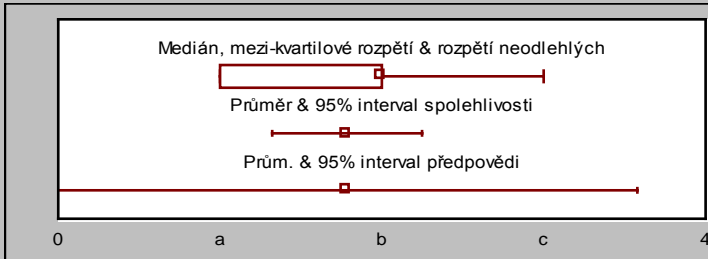 Medián, mezi-kvartilové rozpětí & rozpětí neodlehlých
Průměr & 95% interval spolehlivosti
Prům. & 95% interval předpovědi
0 a b c 4